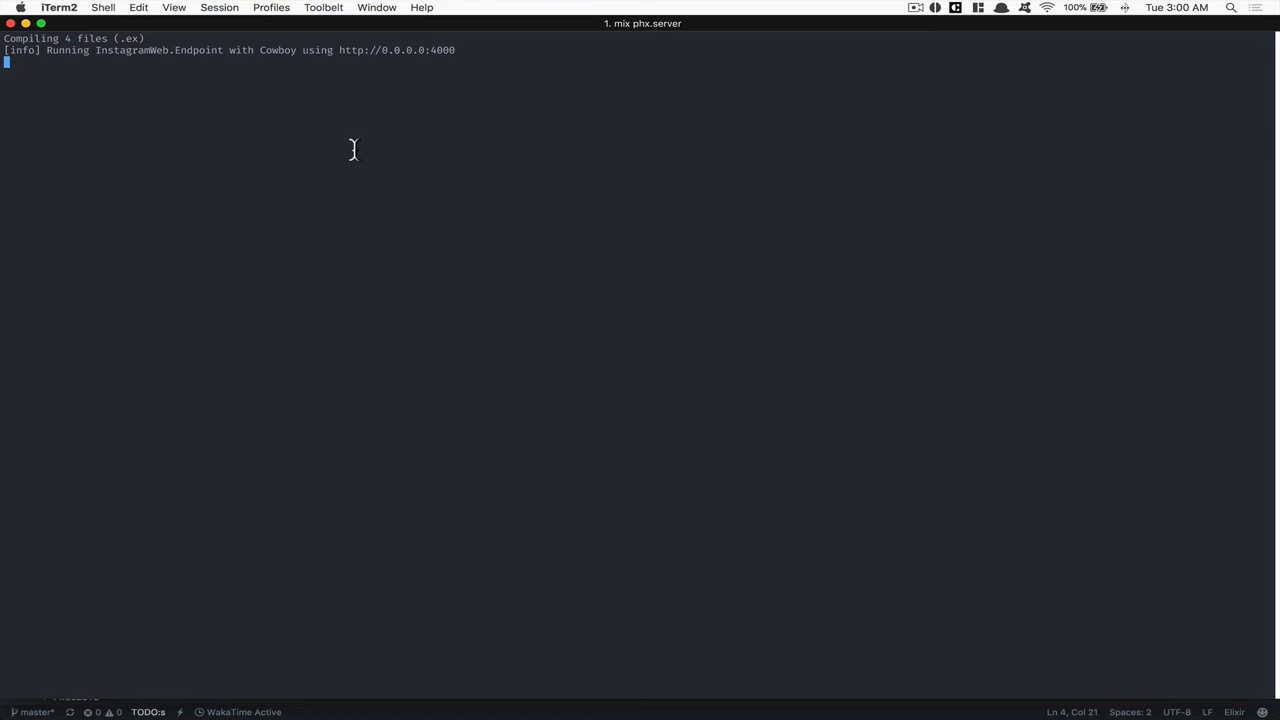 iTerm2 Shell Edit View Session Profiles Toolbelt Window Help 100% Tue 3:00 AM
1. mix phx.server
Compiling 4 files (.ex)
[info] Running InstagramWeb.Endpoint with Cowboy using http://0.0.0.0:4000
master* 0 0 TODO:s WakaTime Active Ln 4, Col 21 Spaces: 2 UTF-8 LF Elixir